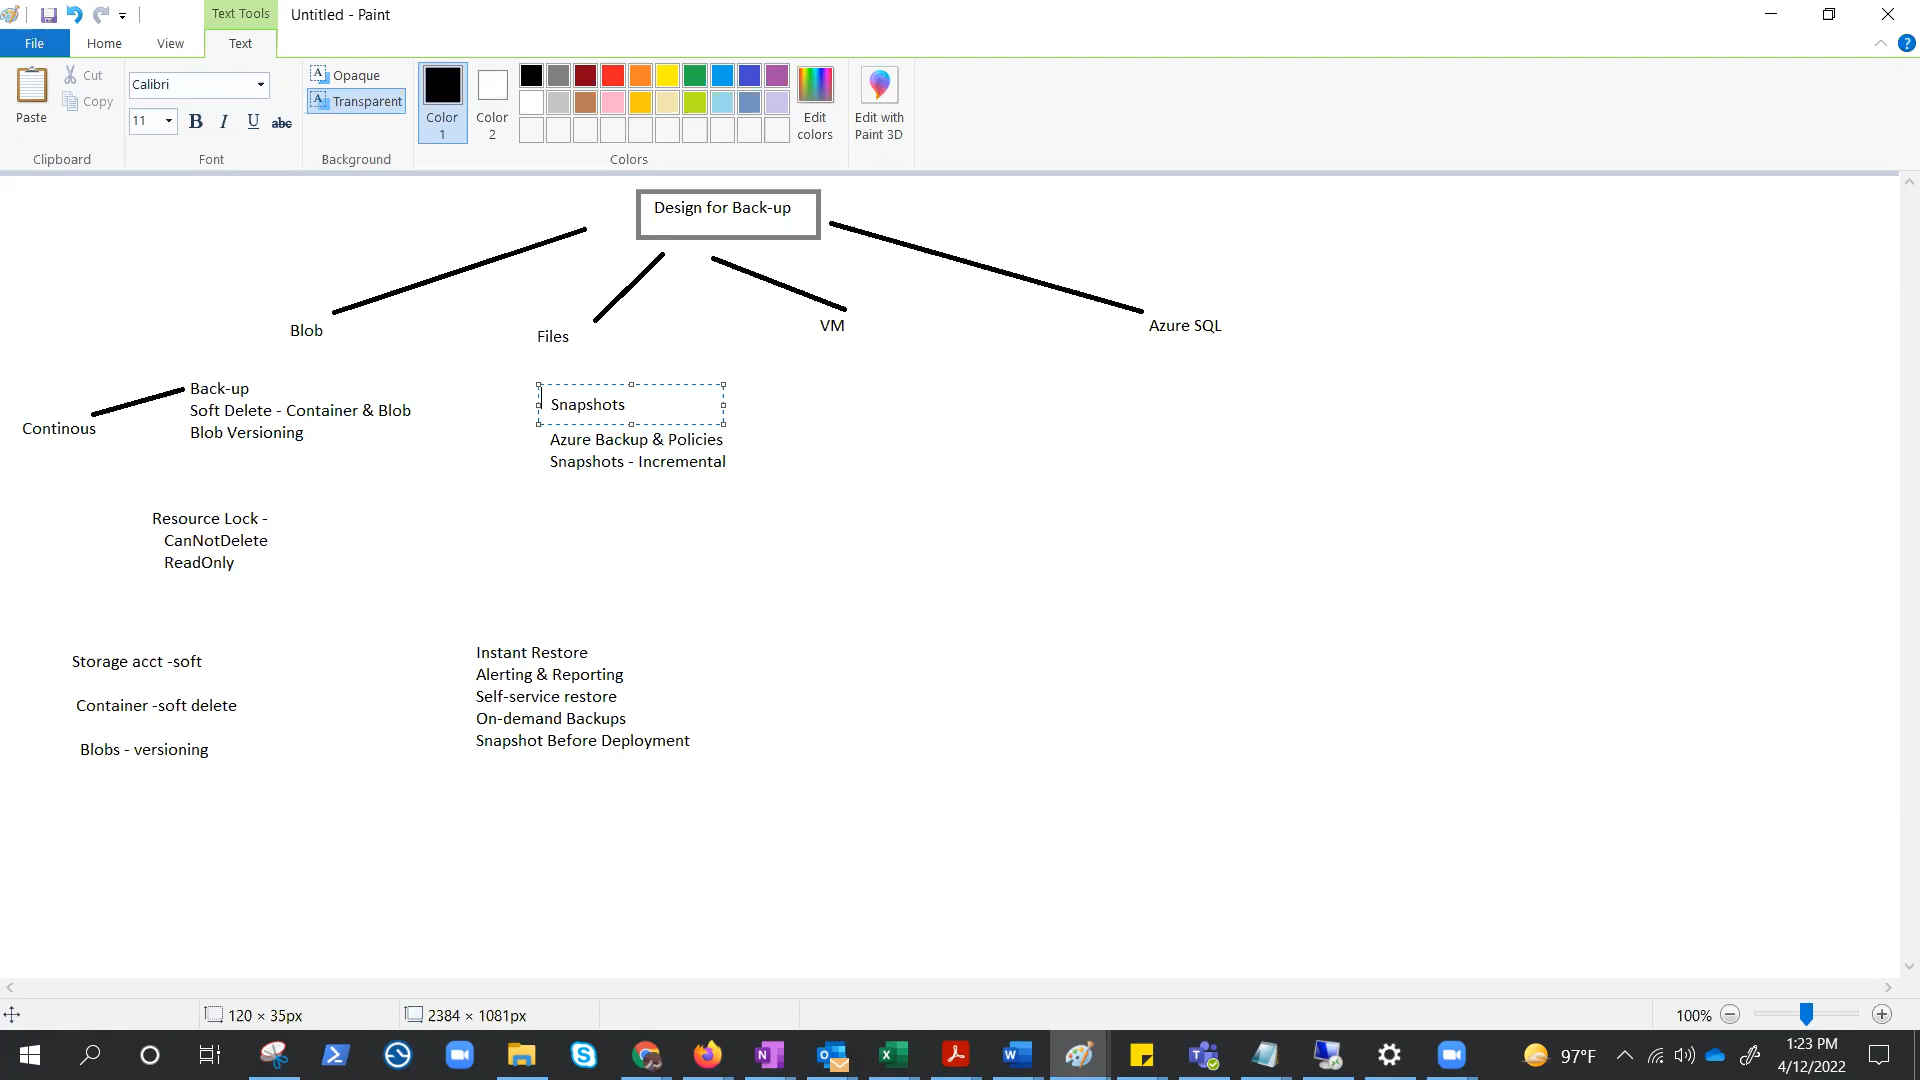 Text Tools
Untitled - Paint
File
Home
View
Text
Paste
Cut
Copy
Clipboard
Calibri
11
B
I
U
abc
Font
A Opaque
A Transparent
Background
Color
1
Color
2
Edit
colors
Colors
Edit with
Paint 3D
?
Design for Back-up
Blob
Files
VM
Azure SQL
Continous
Back-up
Soft Delete - Container & Blob
Blob Versioning
Snapshots
Azure Backup & Policies
Snapshots - Incremental
Resource Lock -
CanNotDelete
ReadOnly
Storage acct -soft
Container -soft delete
Blobs - versioning
Instant Restore
Alerting & Reporting
Self-service restore
On-demand Backups
Snapshot Before Deployment
120 × 35px
2384 × 1081px
100%
97°F
1:23 PM
4/12/2022